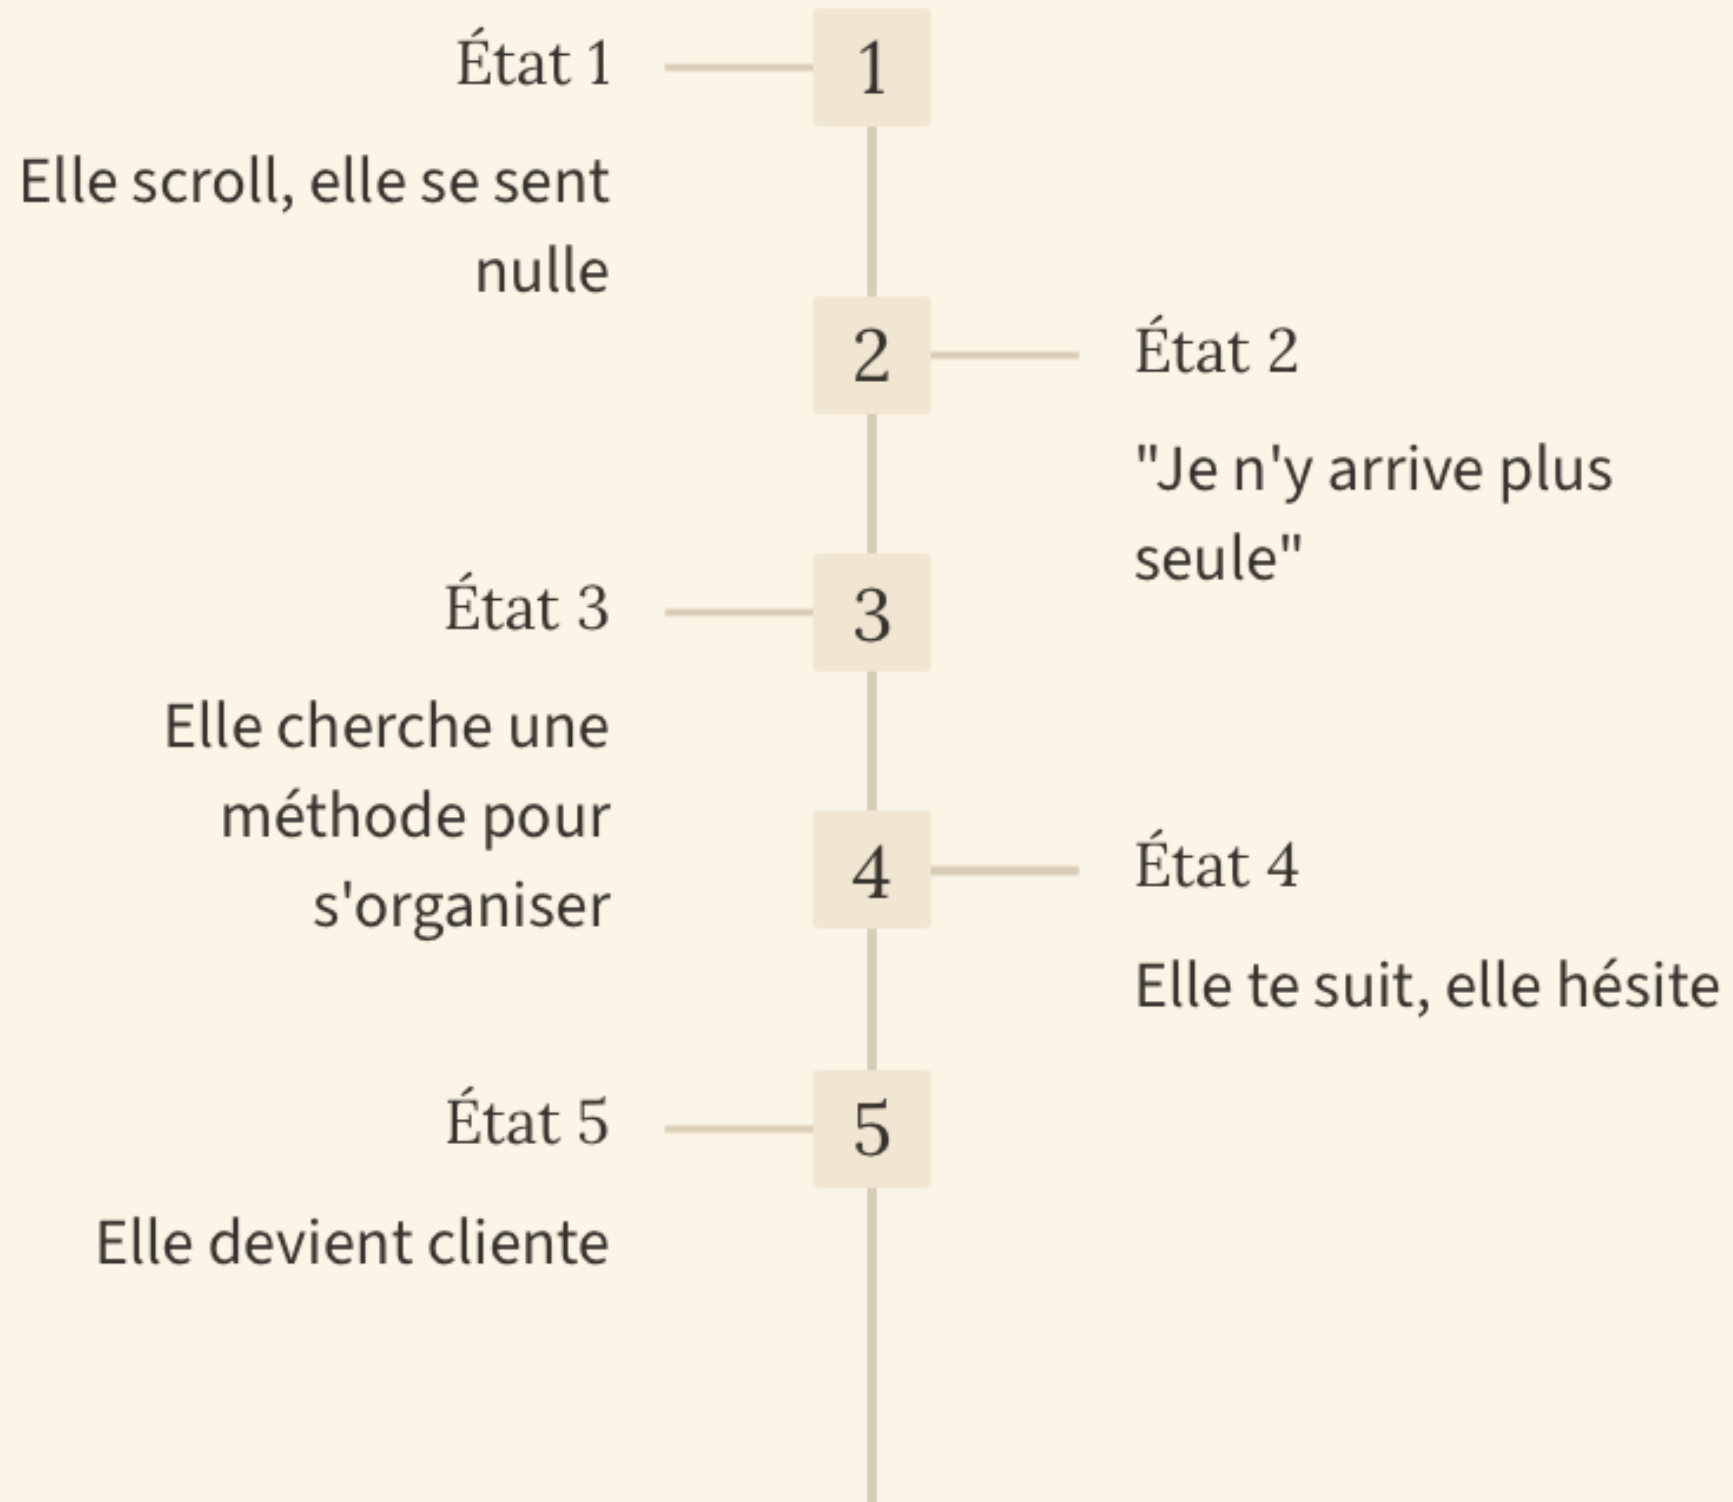 État 1
1
Elle scroll, elle se sent
nulle
2
État 2
"Je n'y arrive plus
seule"
État 3
3
Elle cherche une
méthode pour
s'organiser
4
État 4
Elle te suit, elle hésite
État 5
5
Elle devient cliente